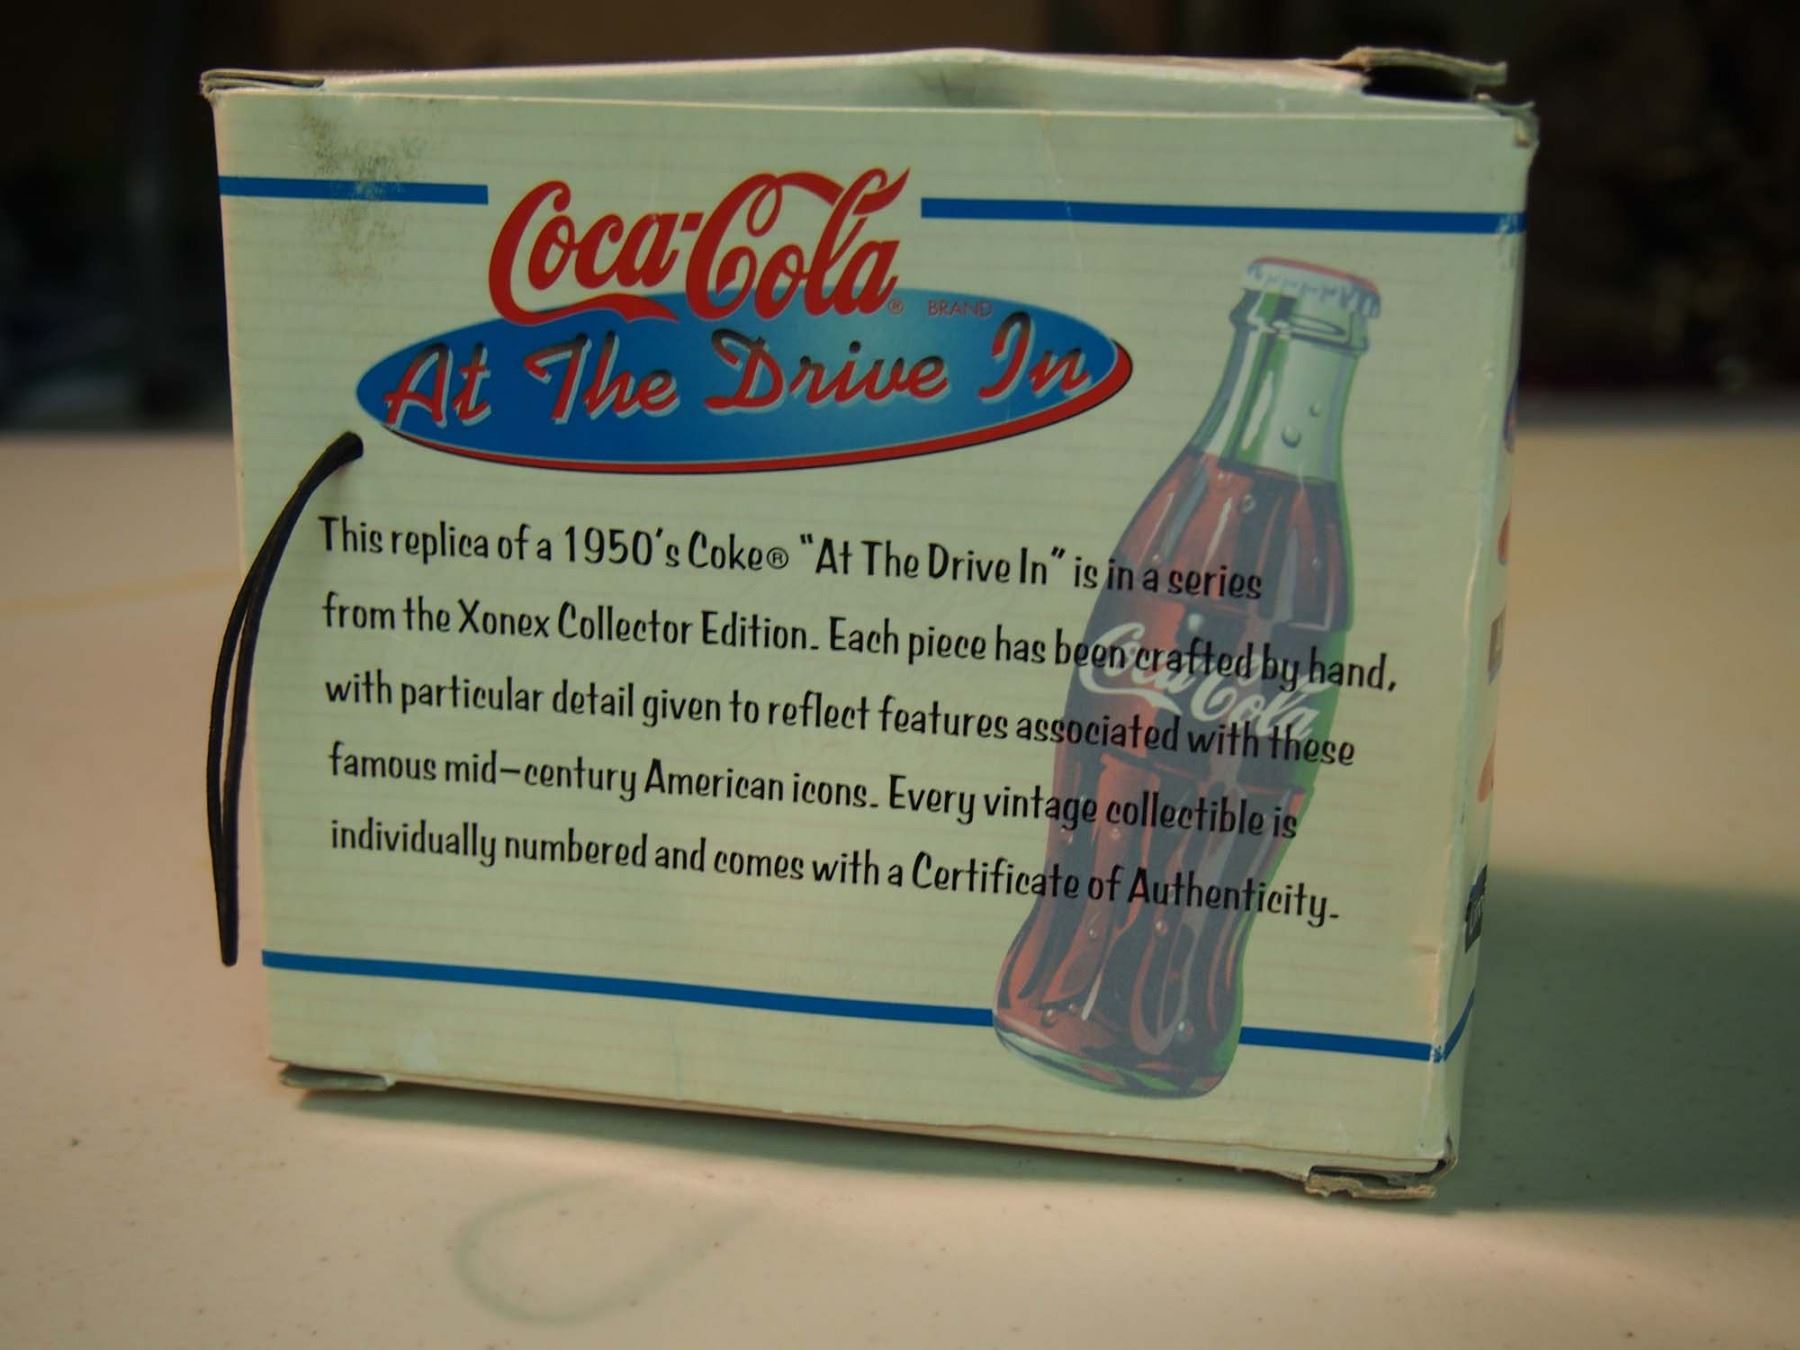 Coca-Cola® BRAND
At The Drive In
This replica of a 1950's Coke® "At The Drive In" is in a series
from the Xonex Collector Edition. Each piece has been crafted by hand,
with particular detail given to reflect features associated with these
famous mid-century American icons. Every vintage collectible is
individually numbered and comes with a Certificate of Authenticity.
Coca-Cola